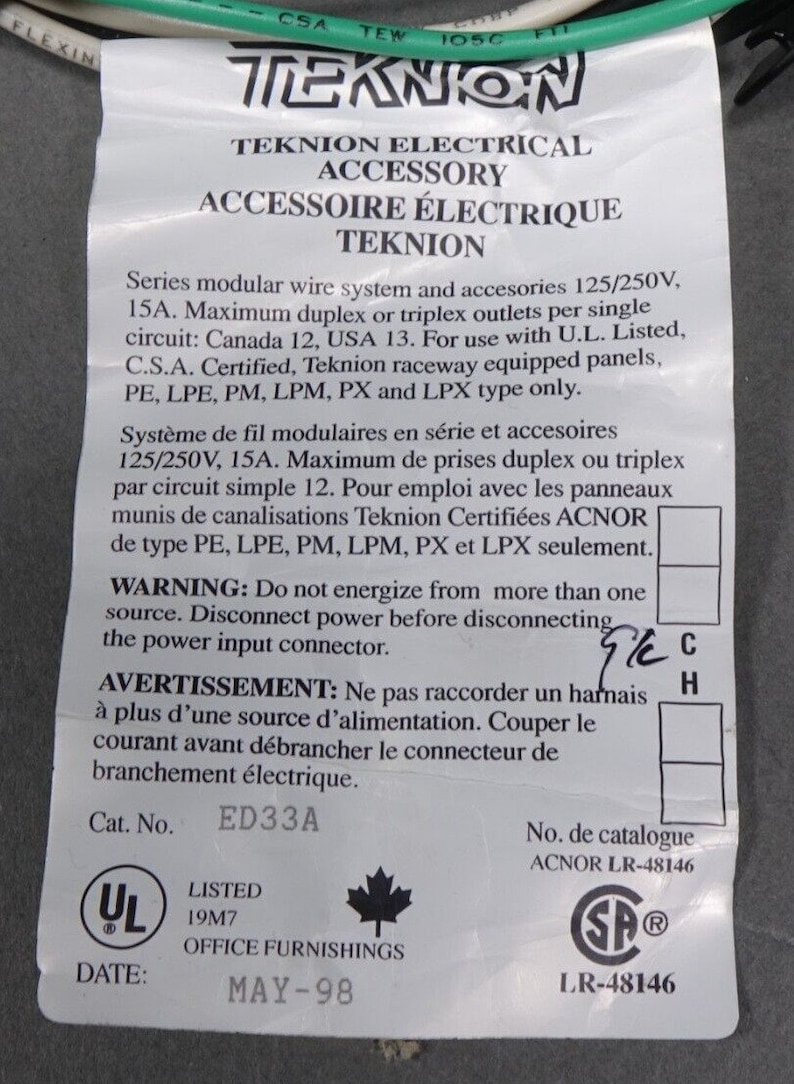 CSA TEW 105C FT1
FLEXIN
TEKNION
TEKNION ELECTRICAL
ACCESSORY
ACCESSOIRE ÉLECTRIQUE
TEKNION
Series modular wire system and accesories 125/250V,
15A. Maximum duplex or triplex outlets per single
circuit: Canada 12, USA 13. For use with U.L. Listed,
C.S.A. Certified, Teknion raceway equipped panels,
PE, LPE, PM, LPM, PX and LPX type only.
Système de fil modulaires en série et accesoires
125/250V, 15A. Maximum de prises duplex ou triplex
par circuit simple 12. Pour emploi avec les panneaux
munis de canalisations Teknion Certifiées ACNOR
de type PE, LPE, PM, LPM, PX et LPX seulement.
WARNING: Do not energize from more than one
source. Disconnect power before disconnecting
the power input connector.
C
H
AVERTISSEMENT: Ne pas raccorder un harnais
à plus d'une source d'alimentation. Couper le
courant avant débrancher le connecteur de
branchement électrique.
Cat. No. ED33A
No. de catalogue
ACNOR LR-48146
UL ®
LISTED
19M7
OFFICE FURNISHINGS
SA ®
LR-48146
DATE: MAY-98